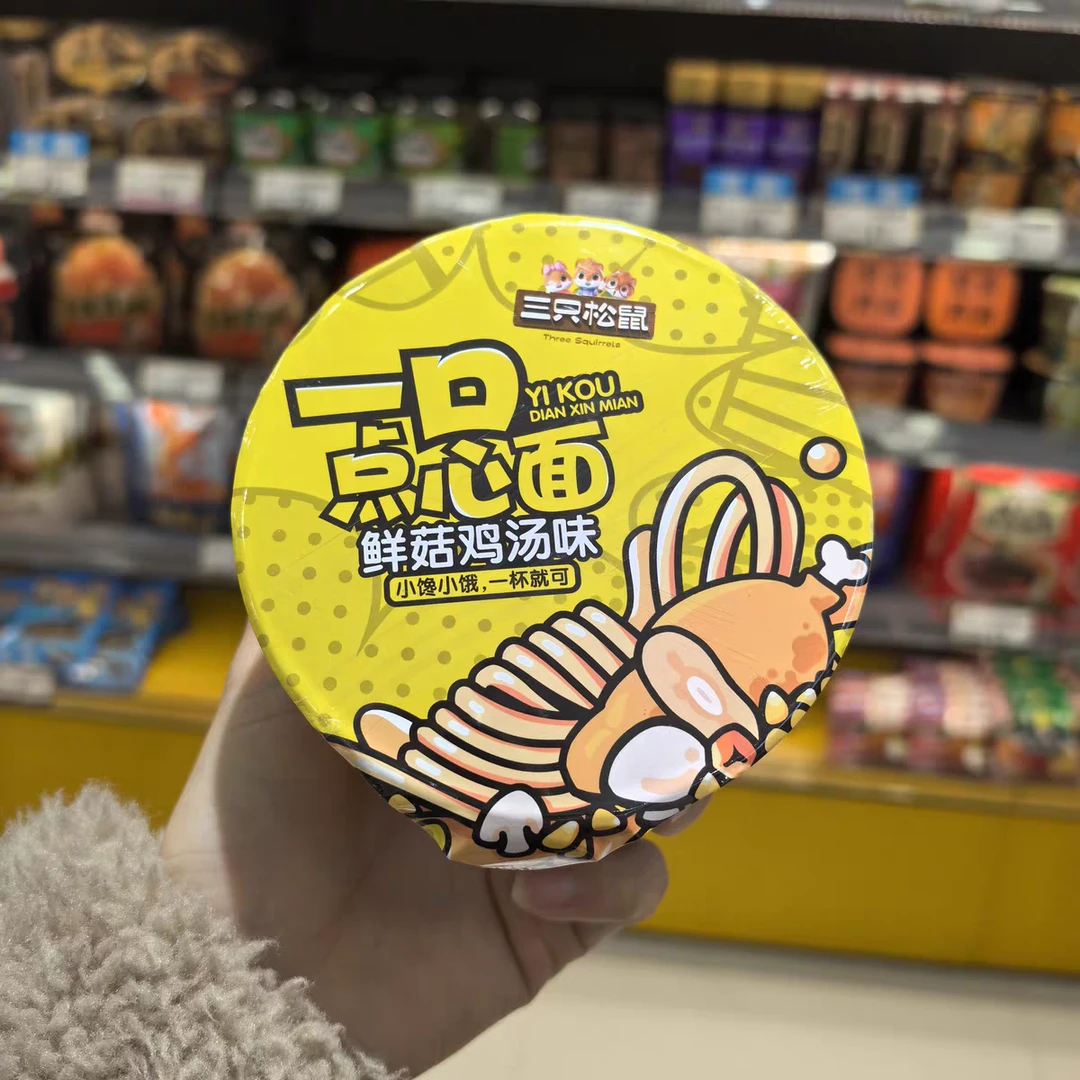 三只松鼠
Three Squirrels
一口
YI KOU
DIAN XIN MIAN
点心面
鲜菇鸡汤味
小馋小饿，一杯就可